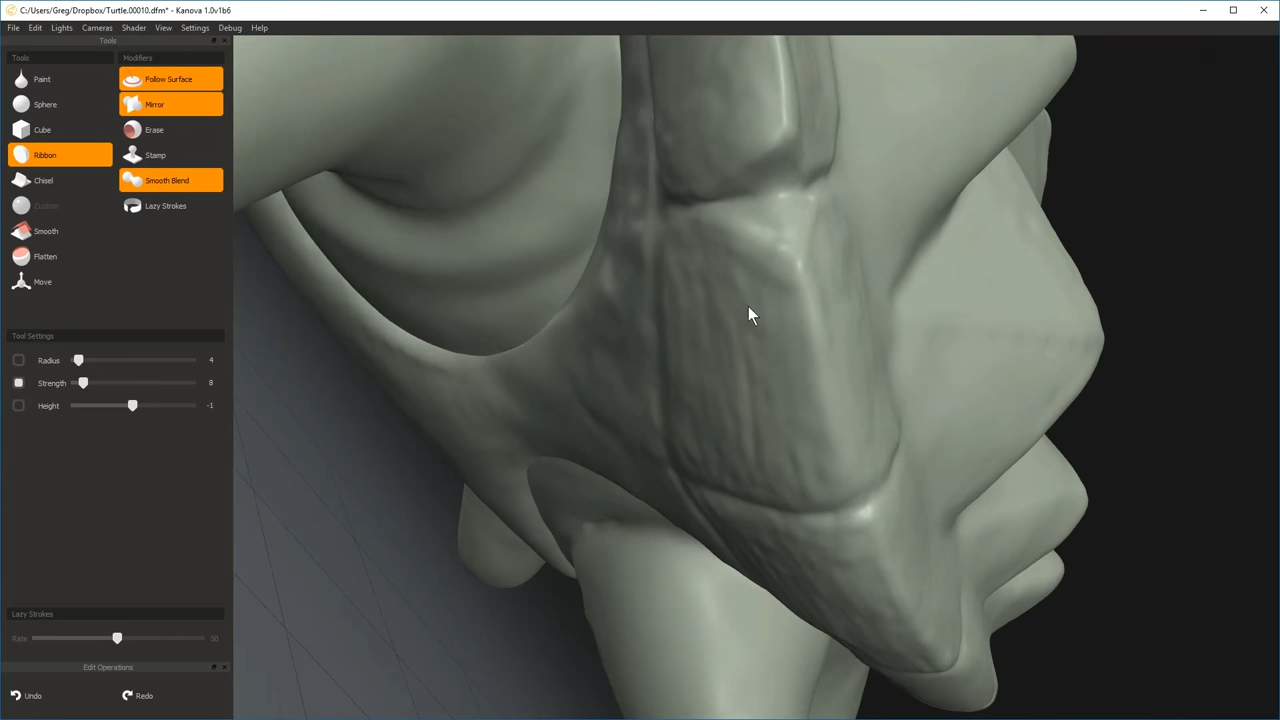 C:/Users/Greg/Dropbox/Turtle.00010.dfm* - Kanova 1.0v1b6
File Edit Lights Cameras Shader View Settings Debug Help
Tools
Tools Modifiers
Paint Follow Surface
Sphere Mirror
Cube Erase
Ribbon Stamp
Chisel Smooth Blend
Custom Lazy Strokes
Smooth
Flatten
Move
Tool Settings
Radius 4
Strength 8
Height -1
Lazy Strokes
Rate 50
Edit Operations
Undo Redo